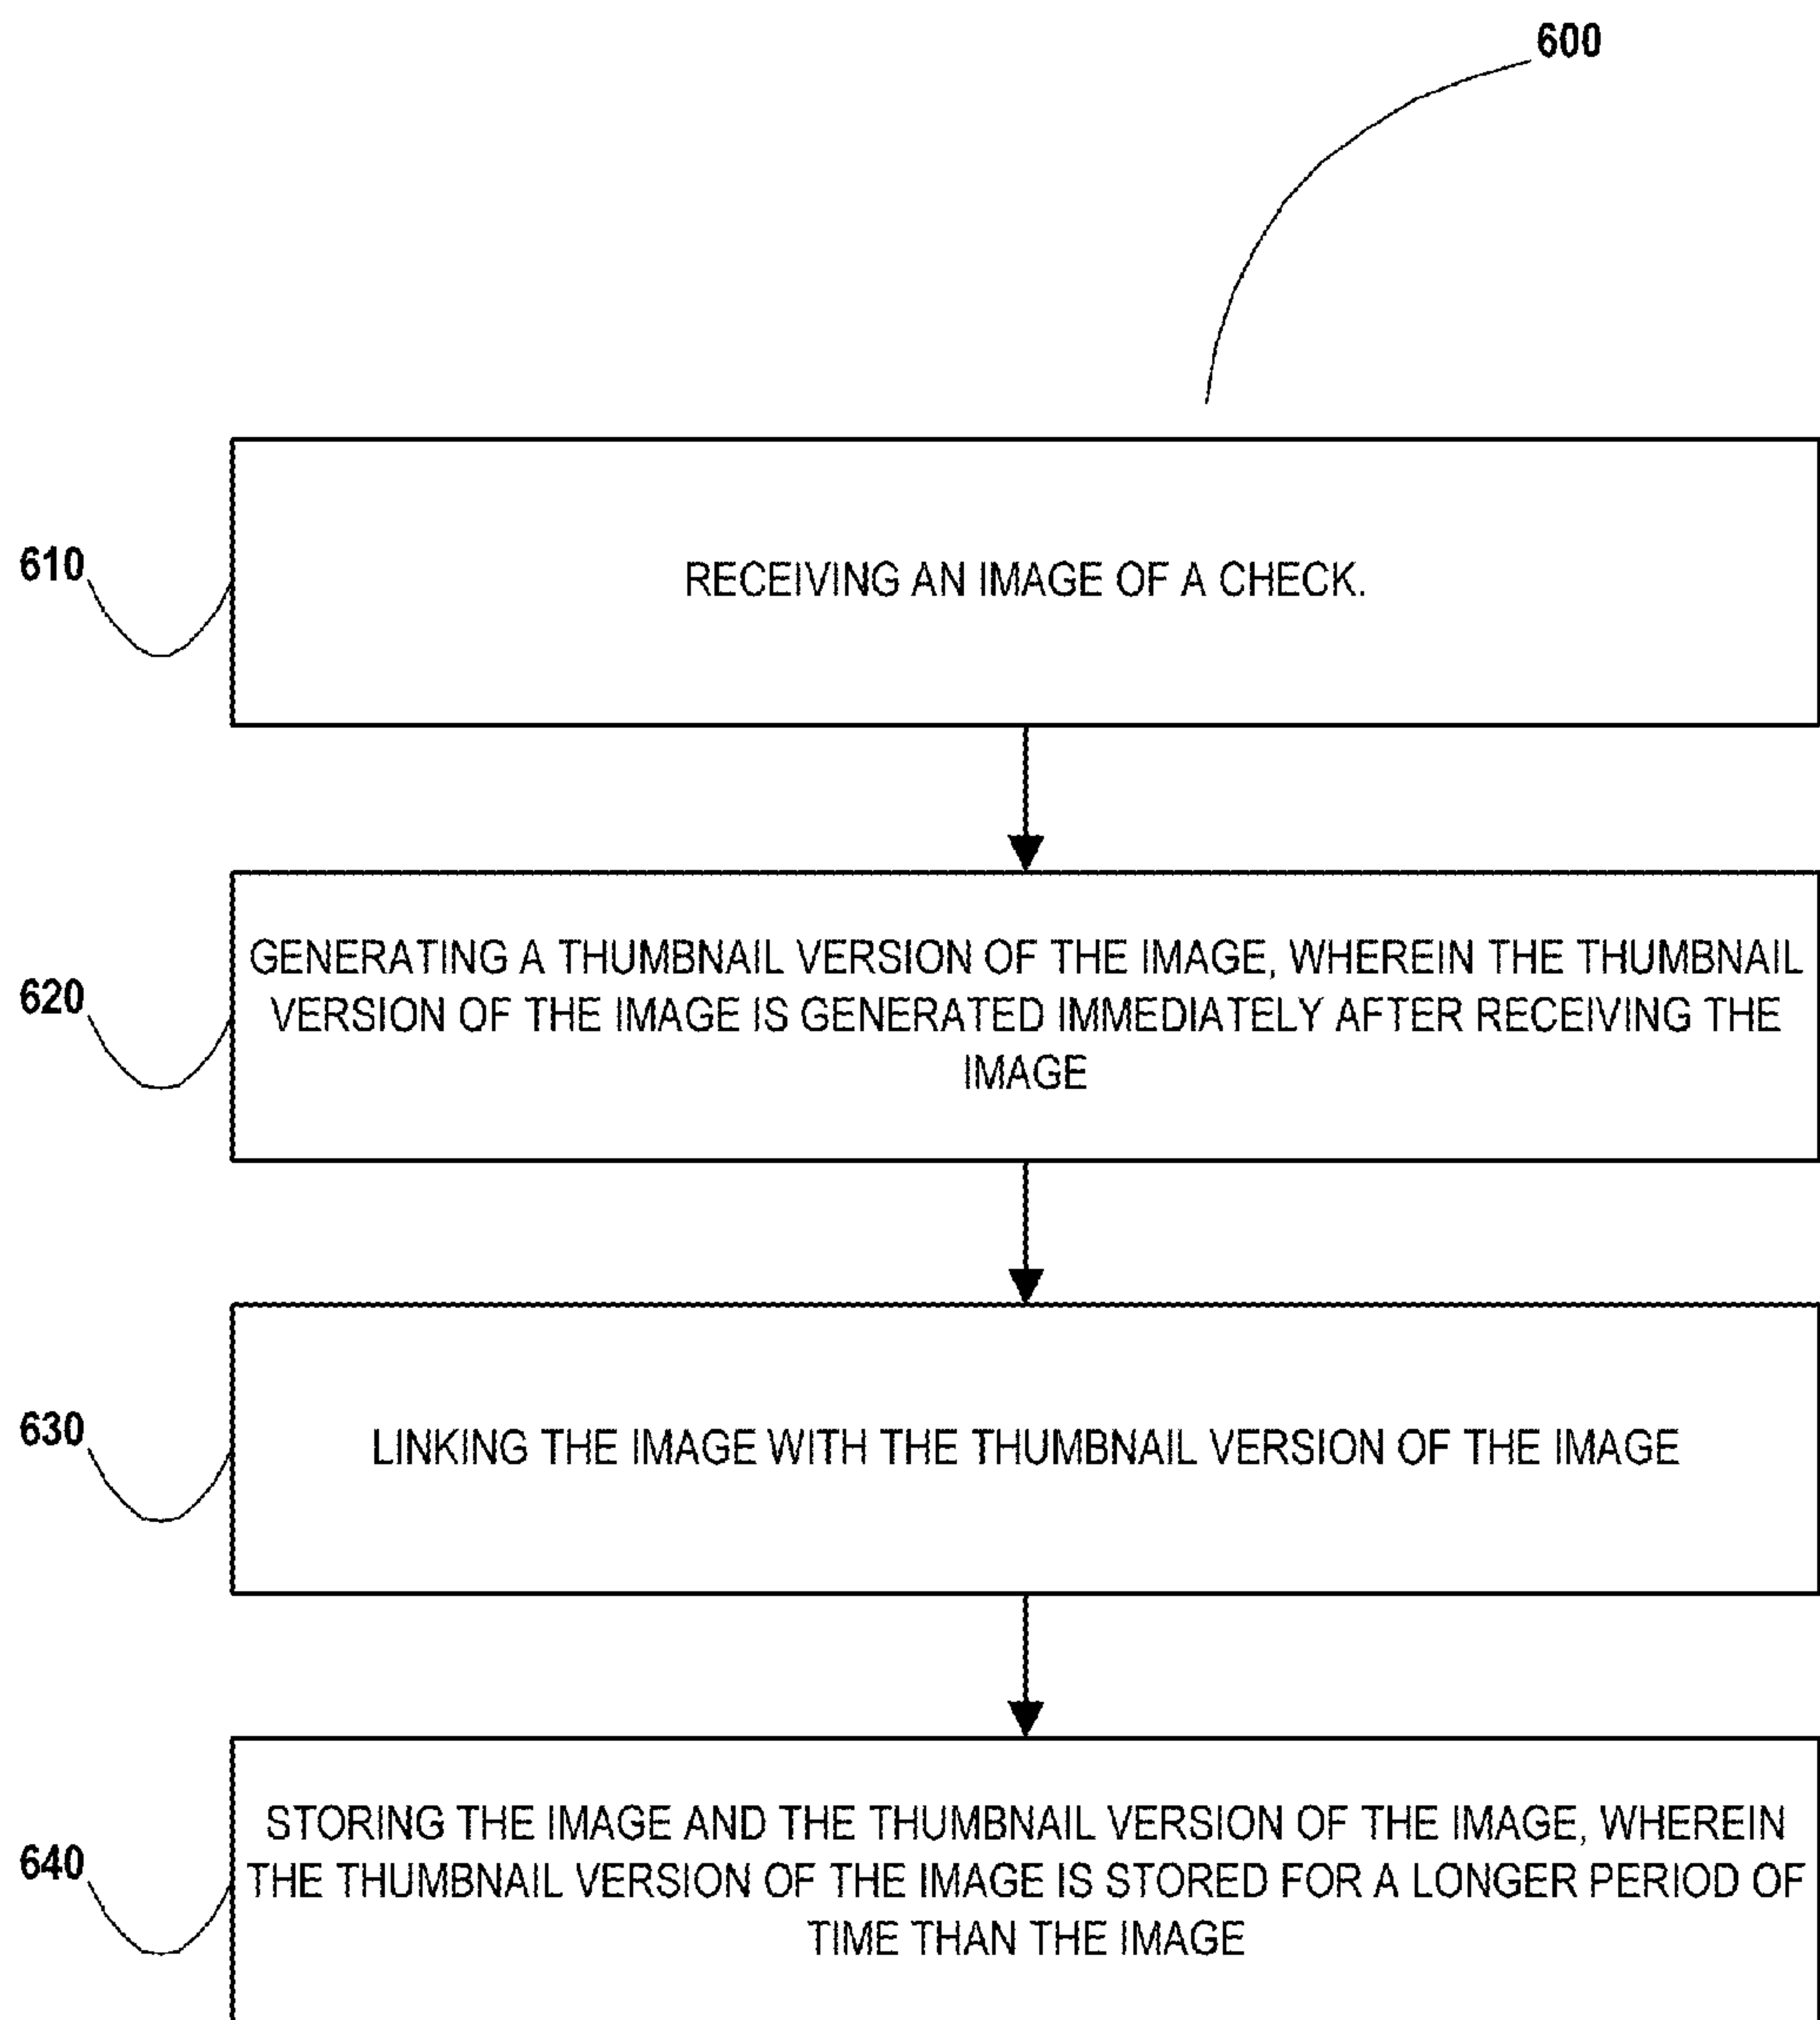 600
610
RECEIVING AN IMAGE OF A CHECK.
620
GENERATING A THUMBNAIL VERSION OF THE IMAGE, WHEREIN THE THUMBNAIL
VERSION OF THE IMAGE IS GENERATED IMMEDIATELY AFTER RECEIVING THE
IMAGE
630
LINKING THE IMAGE WITH THE THUMBNAIL VERSION OF THE IMAGE
640
STORING THE IMAGE AND THE THUMBNAIL VERSION OF THE IMAGE, WHEREIN
THE THUMBNAIL VERSION OF THE IMAGE IS STORED FOR A LONGER PERIOD OF
TIME THAN THE IMAGE